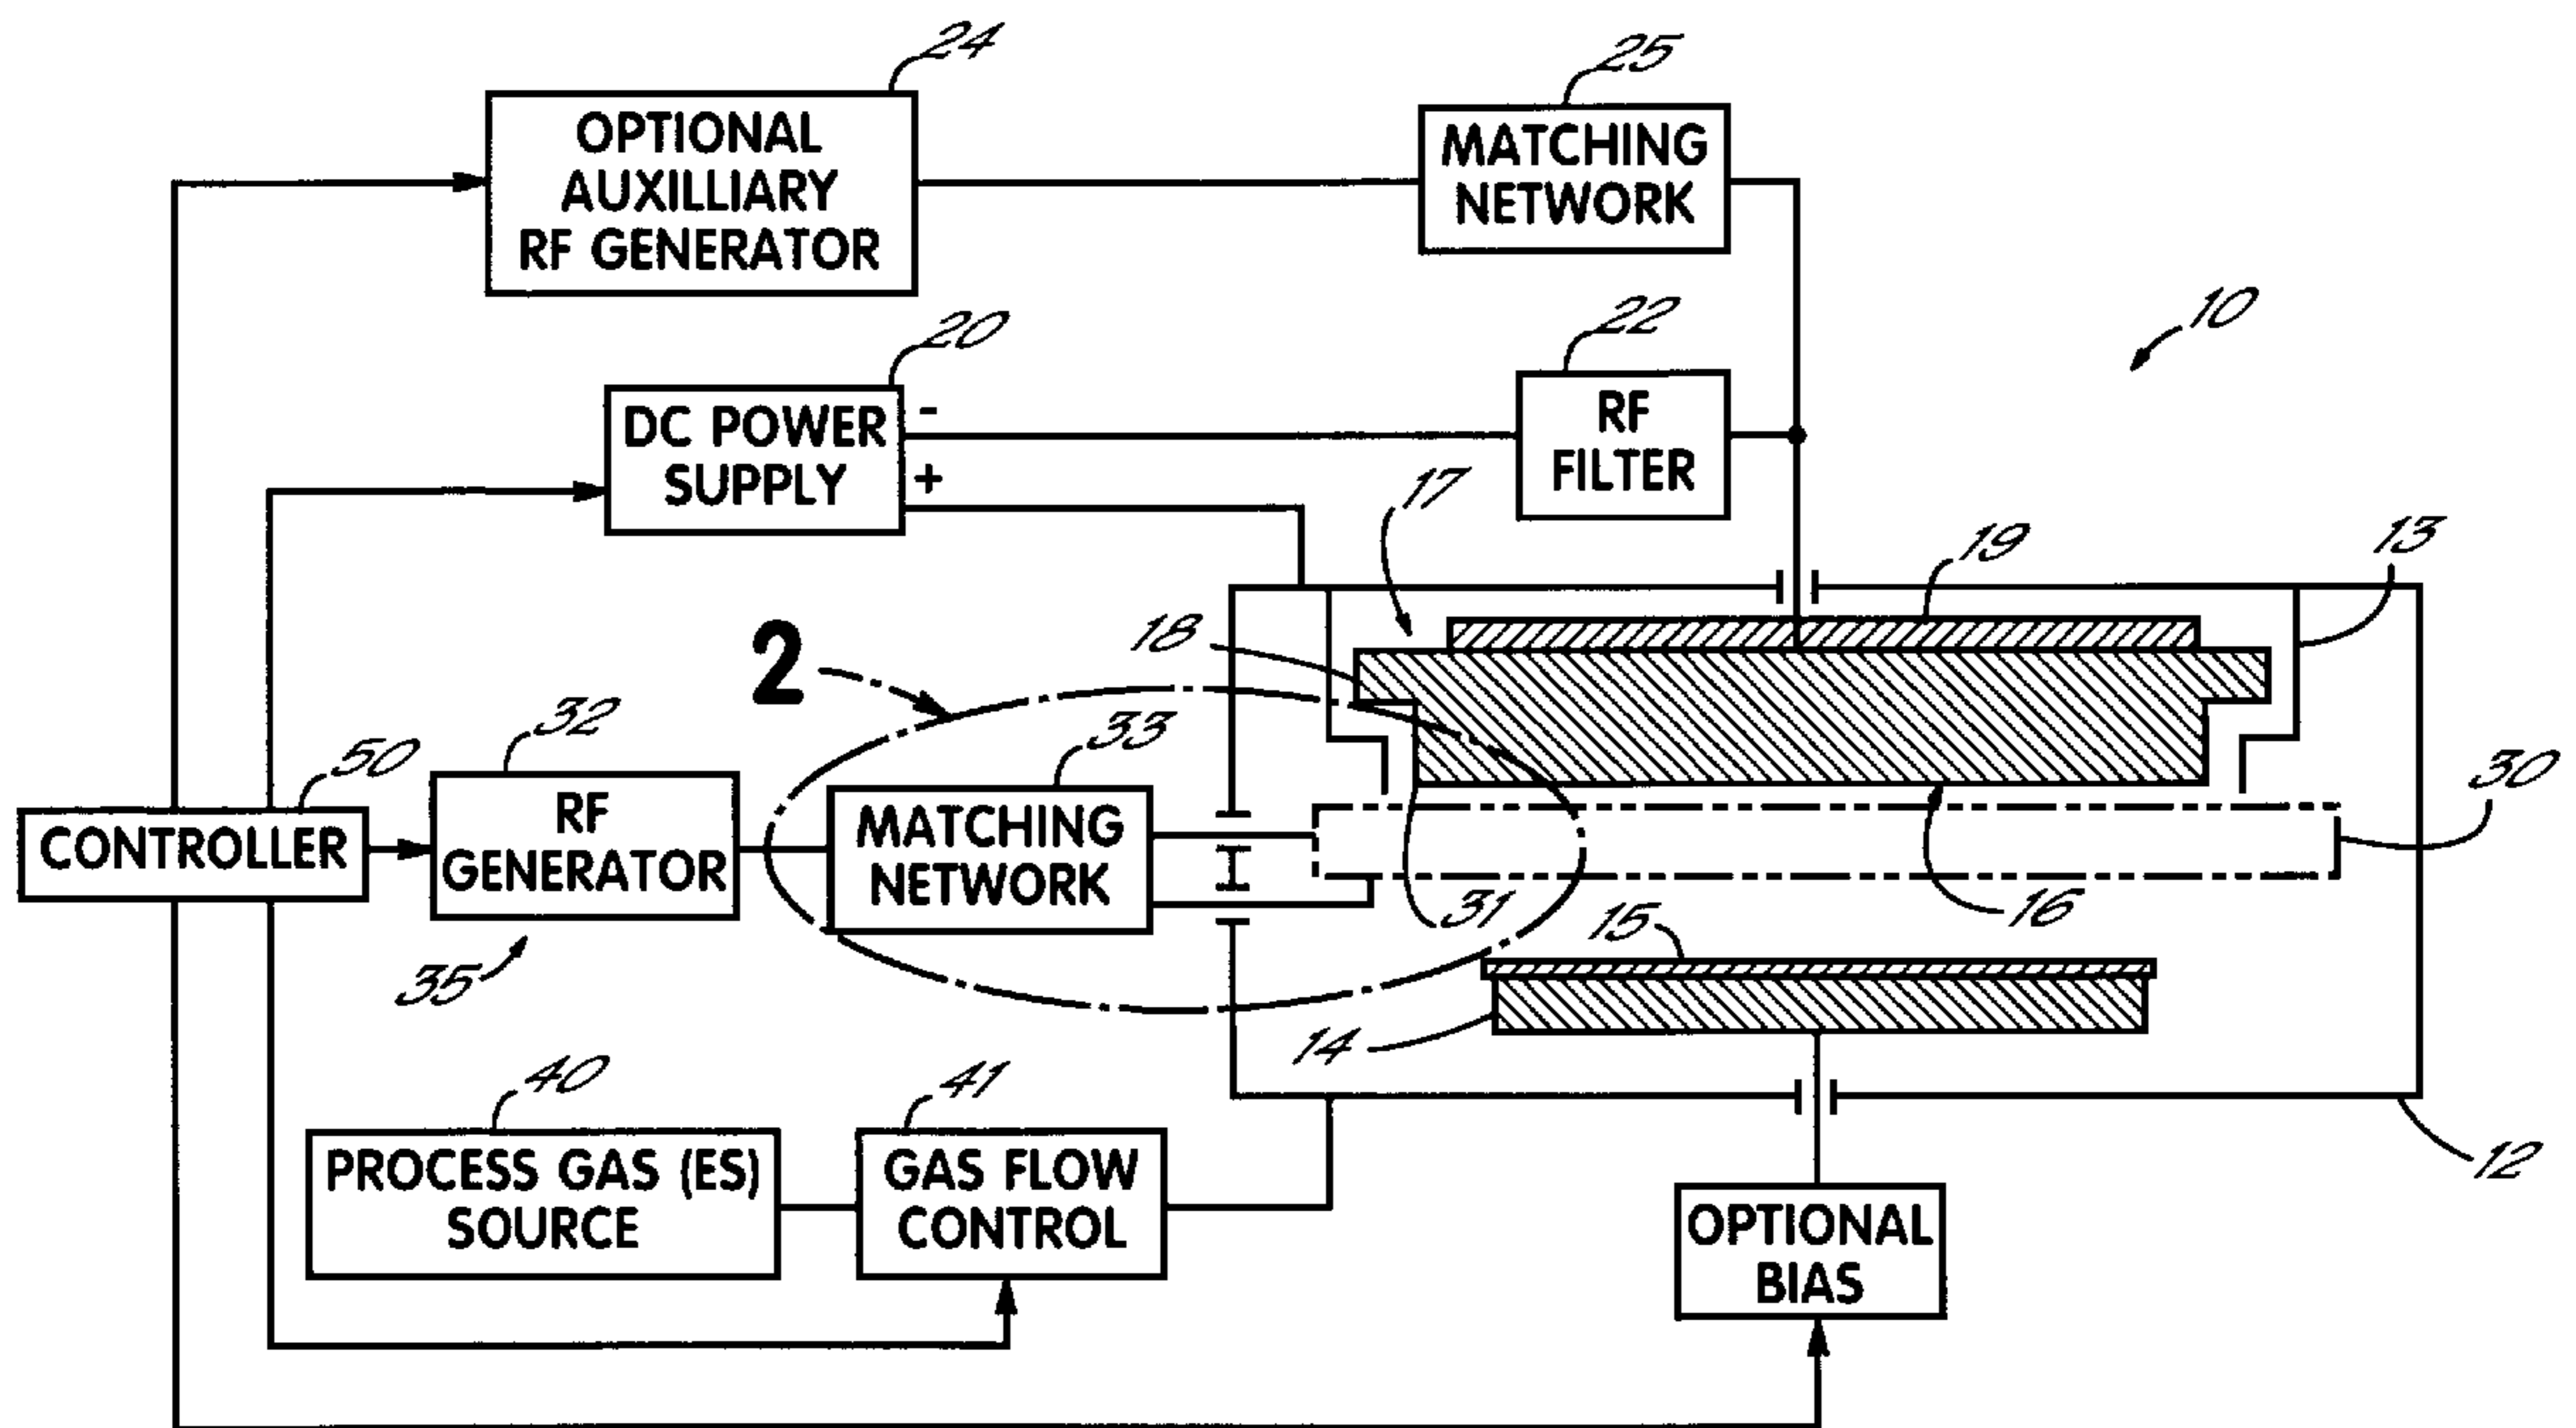 24
OPTIONAL
AUXILLIARY
RF GENERATOR
25
MATCHING
NETWORK
10
20
DC POWER
SUPPLY
-
+
22
RF
FILTER
17
19
13
18
2
32
RF
GENERATOR
33
MATCHING
NETWORK
50
CONTROLLER
30
31
16
35
15
14
40
PROCESS GAS (ES)
SOURCE
41
GAS FLOW
CONTROL
12
OPTIONAL
BIAS